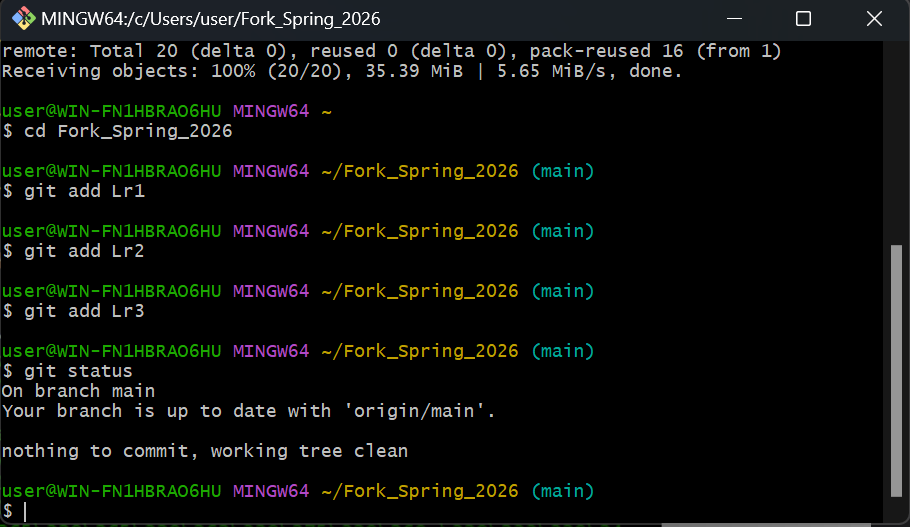 MINGW64:/c/Users/user/Fork_Spring_2026
remote: Total 20 (delta 0), reused 0 (delta 0), pack-reused 16 (from 1)
Receiving objects: 100% (20/20), 35.39 MiB | 5.65 MiB/s, done.
user@WIN-FN1HBRAO6HU MINGW64 ~
$ cd Fork_Spring_2026
user@WIN-FN1HBRAO6HU MINGW64 ~/Fork_Spring_2026 (main)
$ git add Lr1
user@WIN-FN1HBRAO6HU MINGW64 ~/Fork_Spring_2026 (main)
$ git add Lr2
user@WIN-FN1HBRAO6HU MINGW64 ~/Fork_Spring_2026 (main)
$ git add Lr3
user@WIN-FN1HBRAO6HU MINGW64 ~/Fork_Spring_2026 (main)
$ git status
On branch main
Your branch is up to date with 'origin/main'.
nothing to commit, working tree clean
user@WIN-FN1HBRAO6HU MINGW64 ~/Fork_Spring_2026 (main)
$